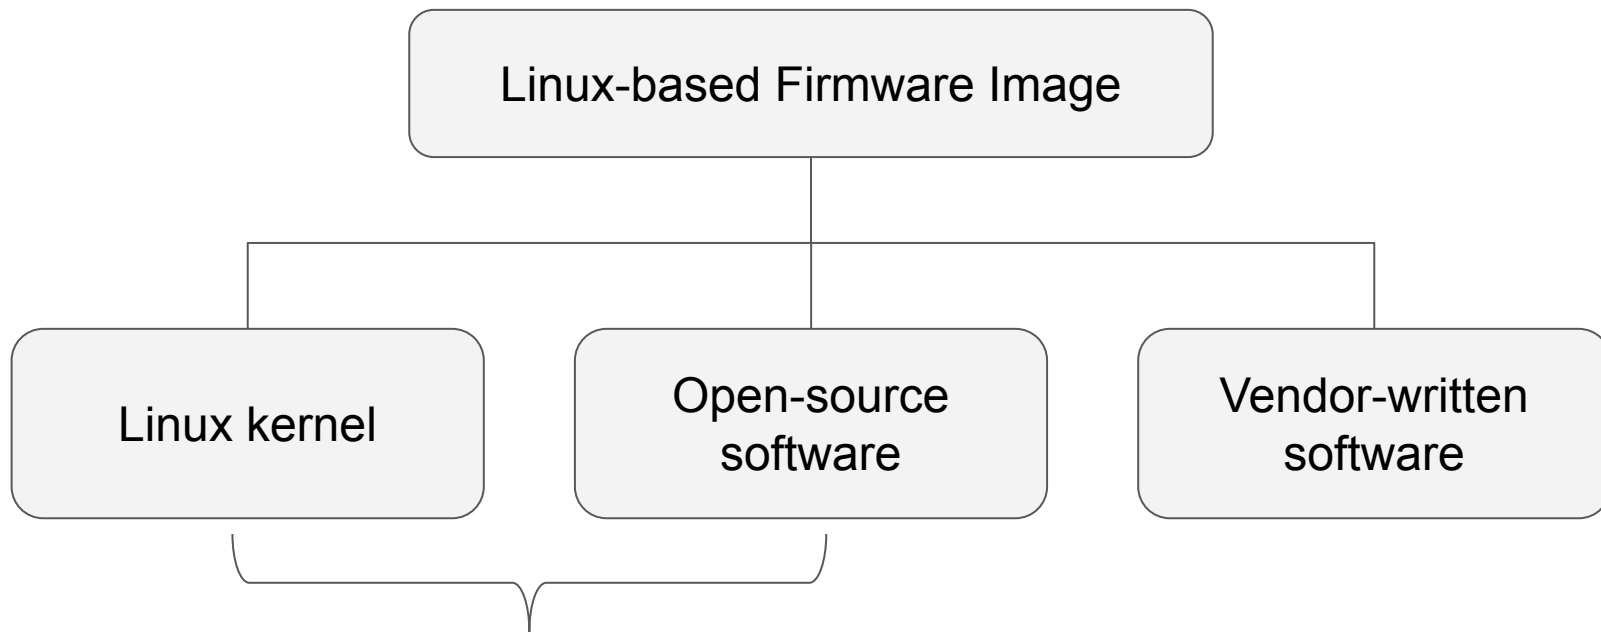 Linux-based Firmware Image
Linux kernel
Open-source
software
Vendor-written
software